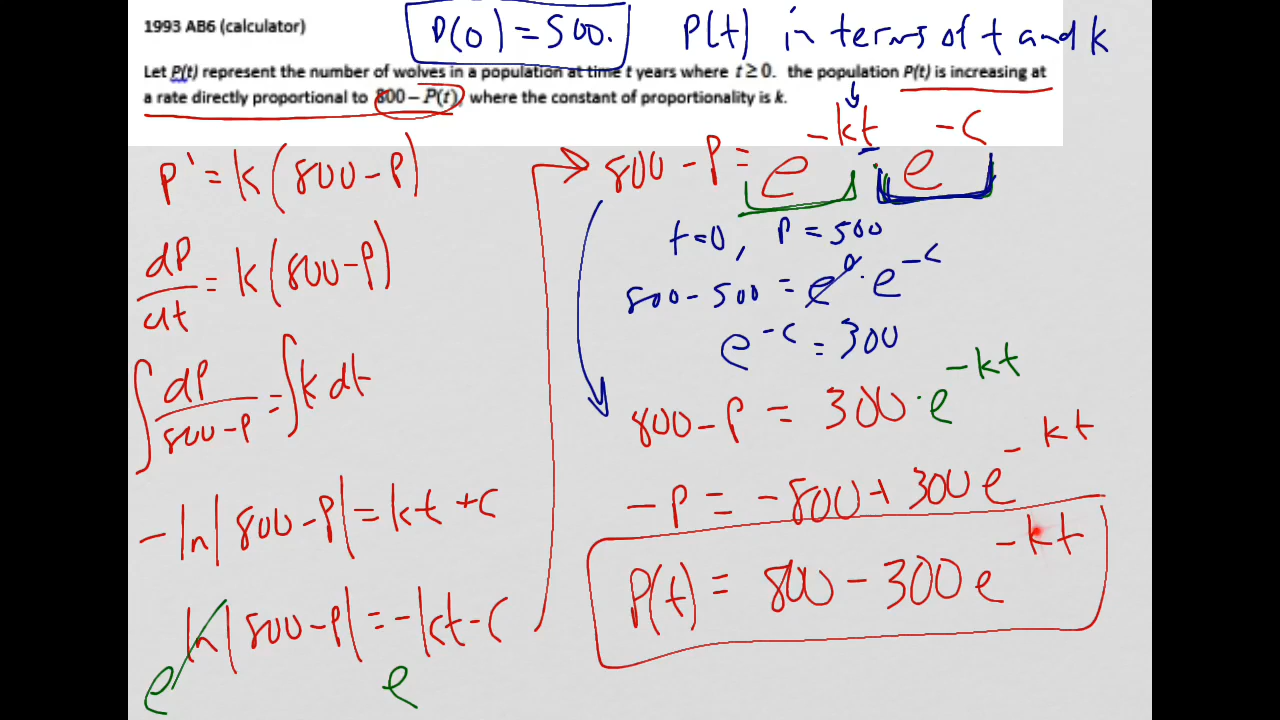 1993 AB6 (calculator)
P(0) = 500. P(t) in terms of t and k
Let P(t) represent the number of wolves in a population at time t years where t ≥ 0. the population P(t) is increasing at
a rate directly proportional to 800 – P(t), where the constant of proportionality is k.
P' = k(800 - P)
dP/dt = k(800 - P)
∫ dP/(800 - P) = ∫ k dt
- ln|800 - P| = kt + C
ln|800 - P| = -kt - C
e e
800 - P = e^(-kt) · e^(-C)
t = 0, P = 500
800 - 500 = e^0 · e^(-C)
e^(-C) = 300
800 - P = 300 · e^(-kt)
- P = -800 + 300 e^(-kt)
P(t) = 800 - 300 e^(-kt)